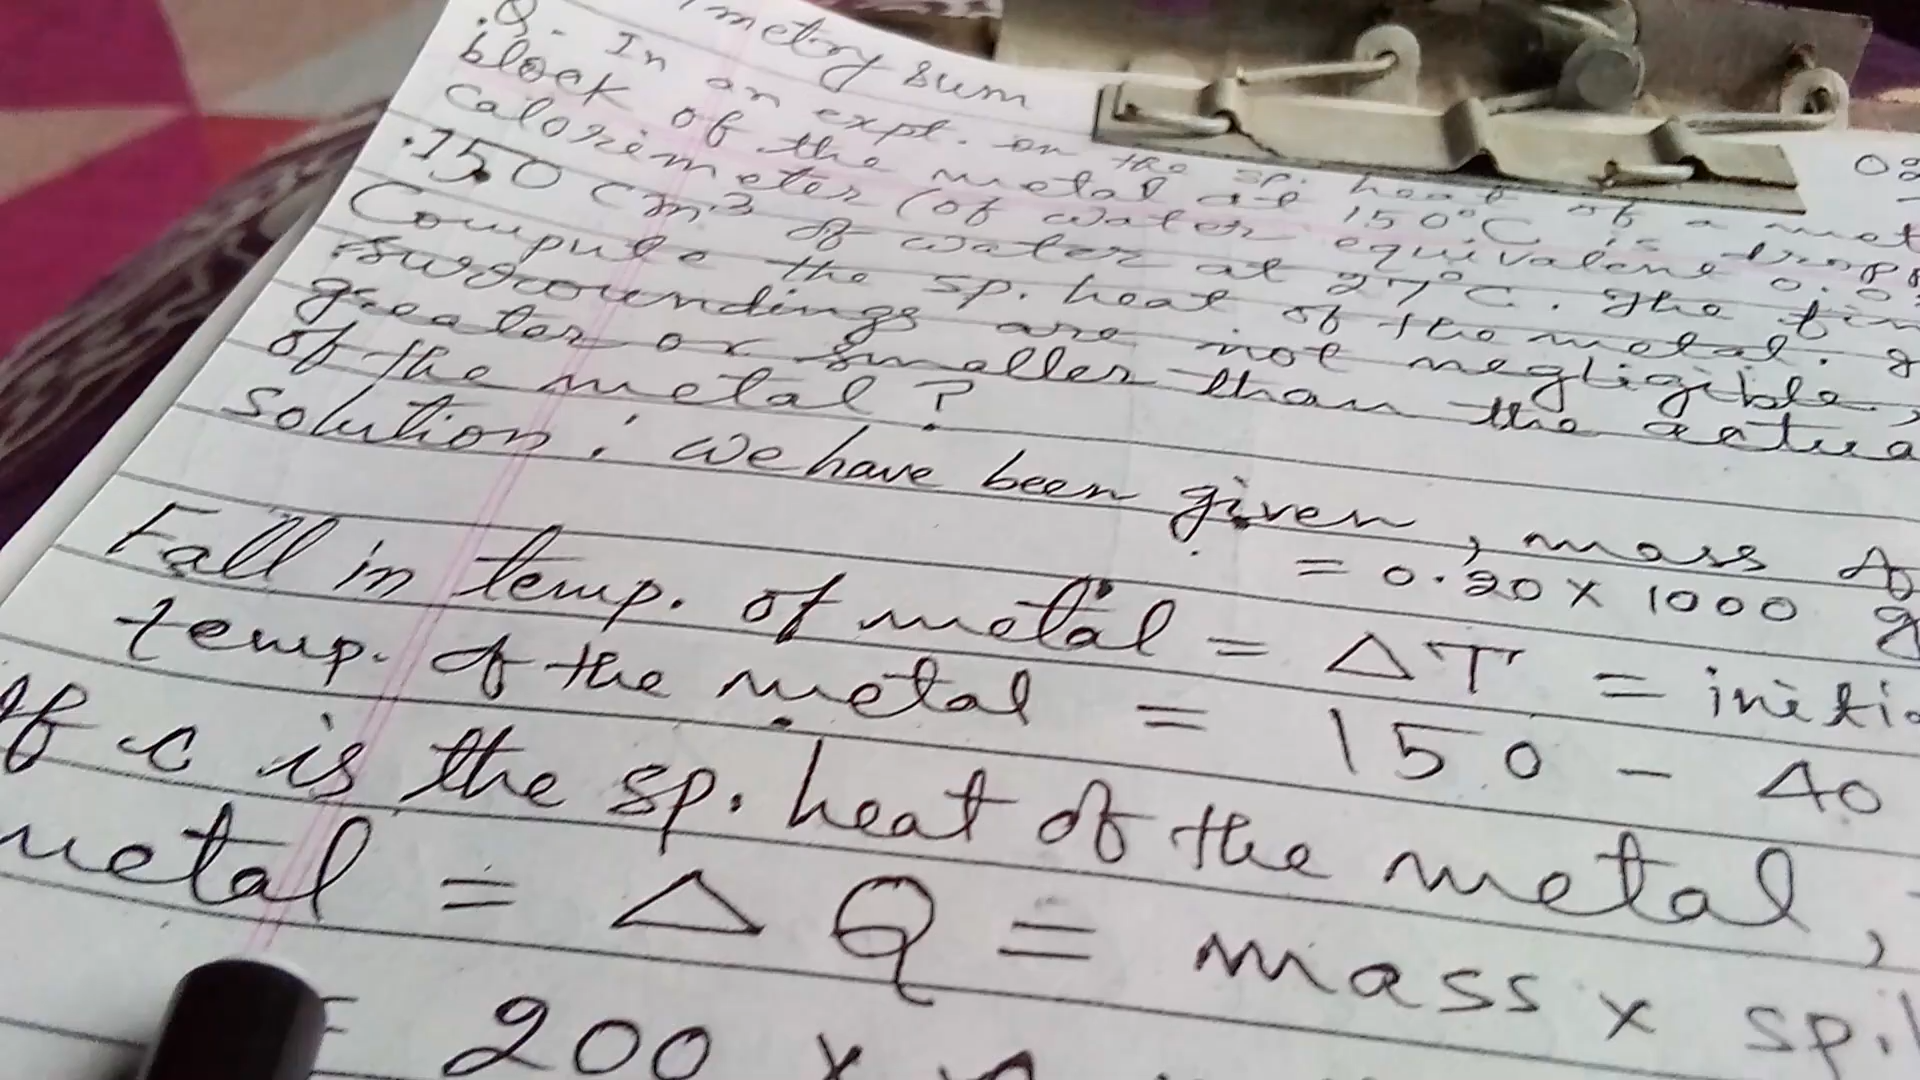 metry sum
Q. In an expt. on the sp. heat of a met
block of the metal at 150°C is dropp
calorimeter (of water equivalent 0.0
150 cm³ of water at 27°C. The fin
Compute the sp. heat of the metal.
surroundings are not negligible,
greater or smaller than the actua
of the metal?
solution: we have been given, mass
= 0.20 x 1000 g
Fall in temp. of metal = ΔT = initi
temp. of the metal = 150 - 40
If c is the sp. heat of the metal,
metal = ΔQ = mass x sp.
= 200 x